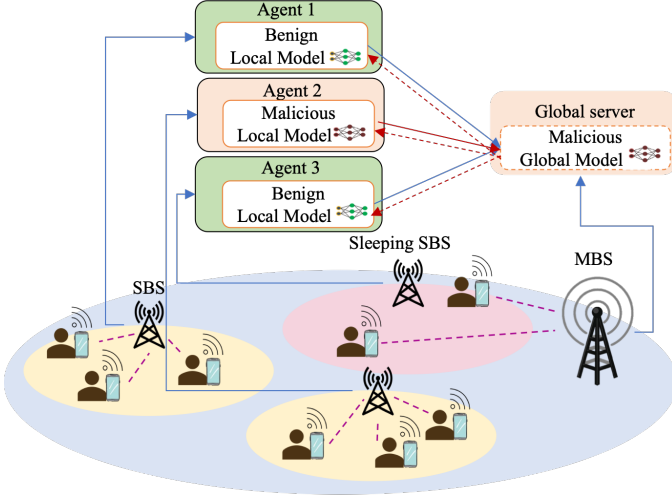 Agent 1
Benign
Local Model
Agent 2
Malicious
Local Model
Agent 3
Benign
Local Model
Global server
Malicious
Global Model
Sleeping SBS
MBS
SBS